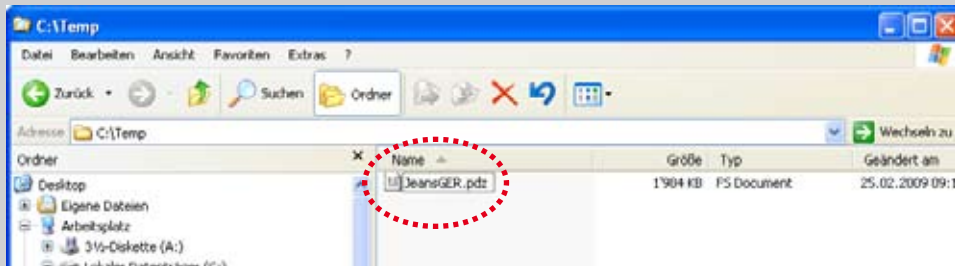 C:\Temp
Datei Bearbeiten Ansicht Favoriten Extras ?
Zurück Suchen Ordner
Adresse C:\Temp Wechseln zu
Ordner × Name Größe Typ Geändert am
JeansGER.pdz 1'984 KB FS Document 25.02.2009 09:1
Desktop
Eigene Dateien
Arbeitsplatz
3½-Diskette (A:)
Lokaler Datenträger (C:)